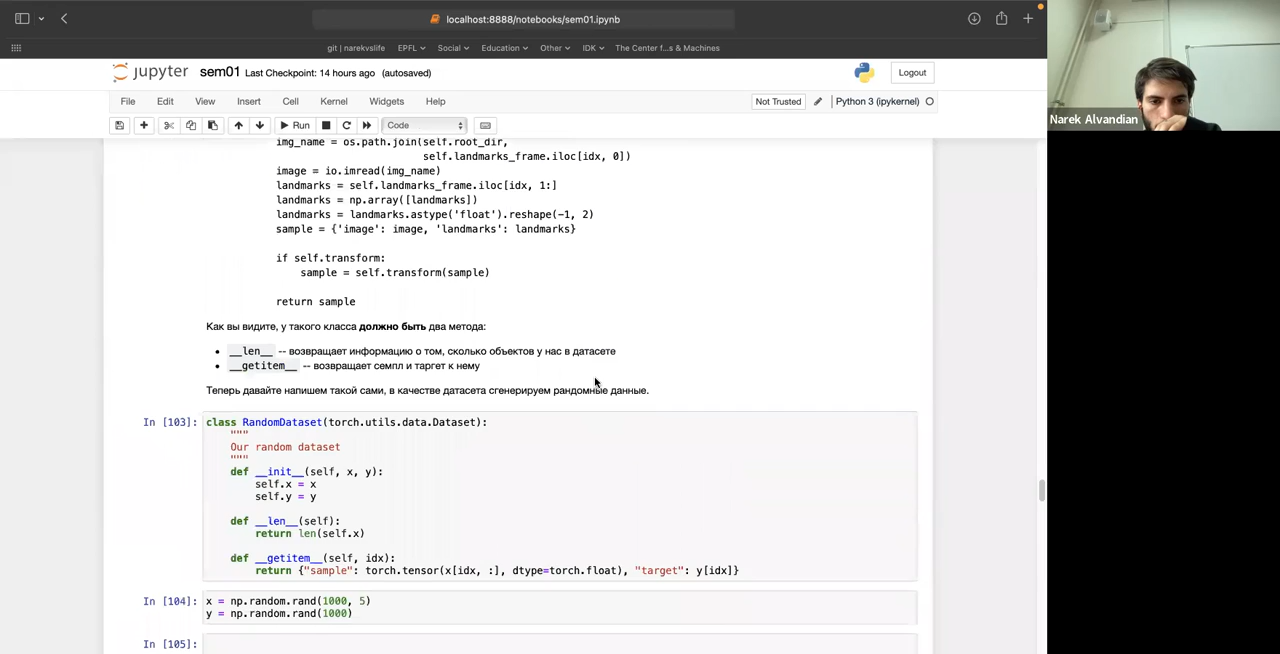 localhost:8888/notebooks/sem01.ipynb
git | narekvslife EPFL Social Education Other IDK The Center f...s & Machines
jupyter sem01 Last Checkpoint: 14 hours ago (autosaved)
Logout
File Edit View Insert Cell Kernel Widgets Help
Not Trusted Python 3 (ipykernel)
Run Code
img_name = os.path.join(self.root_dir,
self.landmarks_frame.iloc[idx, 0])
image = io.imread(img_name)
landmarks = self.landmarks_frame.iloc[idx, 1:]
landmarks = np.array([landmarks])
landmarks = landmarks.astype('float').reshape(-1, 2)
sample = {'image': image, 'landmarks': landmarks}
if self.transform:
sample = self.transform(sample)
return sample
Как вы видите, у такого класса должно быть два метода:
• __len__ -- возвращает информацию о том, сколько объектов у нас в датасете
• __getitem__ -- возвращает семпл и таргет к нему
Теперь давайте напишем такой сами, в качестве датасета сгенерируем рандомные данные.
In [103]: class RandomDataset(torch.utils.data.Dataset):
"""
Our random dataset
"""
def __init__(self, x, y):
self.x = x
self.y = y
def __len__(self):
return len(self.x)
def __getitem__(self, idx):
return {"sample": torch.tensor(x[idx, :], dtype=torch.float), "target": y[idx]}
In [104]: x = np.random.rand(1000, 5)
y = np.random.rand(1000)
In [105]:
Narek Alvandian